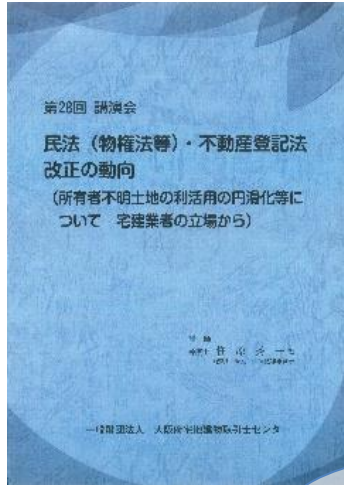 第28回 講演会
民法（物権法等）・不動産登記法
改正の動向
（所有者不明土地の利活用の円滑化等に
ついて 宅建業者の立場から）
講 師
一般財団法人 大阪府宅地建物取引士センター